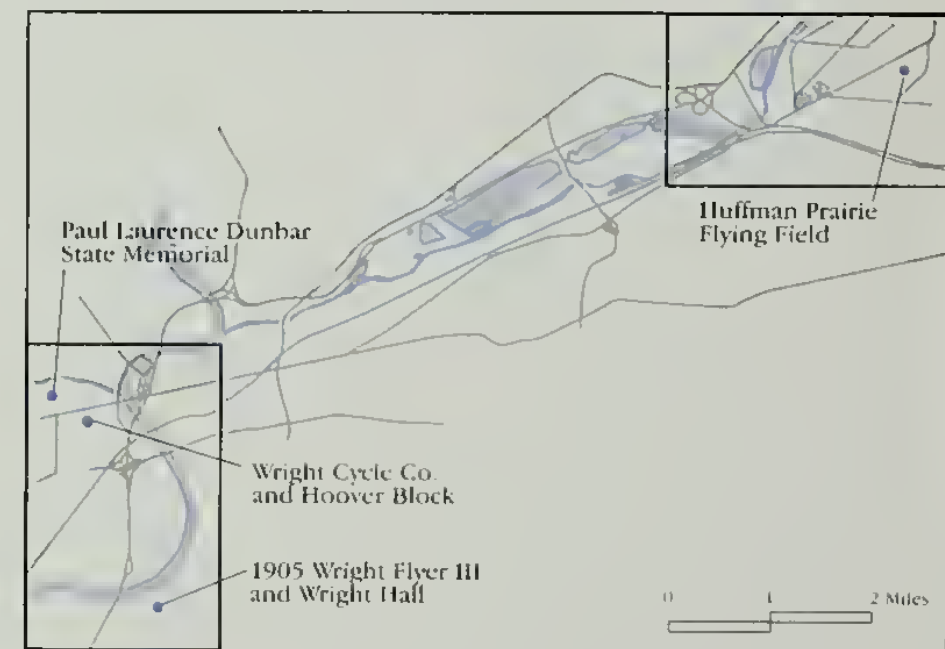 Paul Laurence Dunbar
State Memorial
Huffman Prairie
Flying Field
Wright Cycle Co.
and Hoover Block
1905 Wright Flyer III
and Wright Hall
0 1 2 Miles